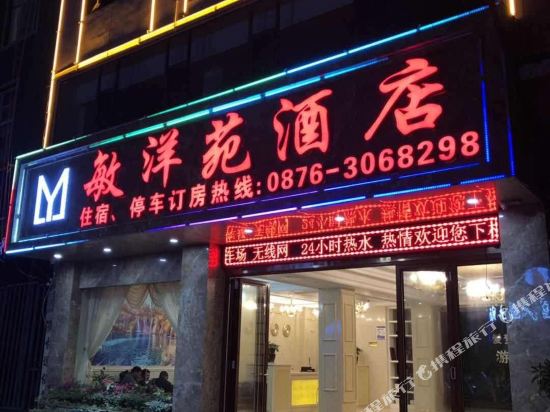 敏洋苑酒店
住宿、停车订房热线:0876-3068298
车场 无线网 24小时热水 热情欢迎您下榻
携程旅行